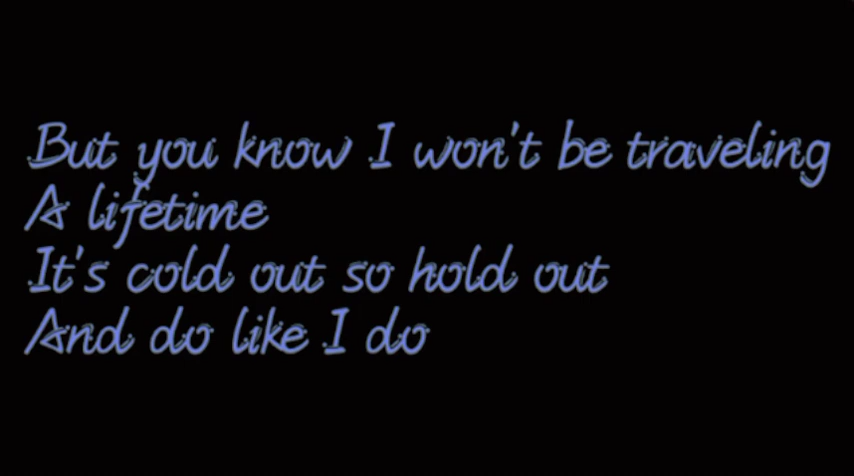 But you know I won't be traveling
A lifetime
It's cold out so hold out
And do like I do